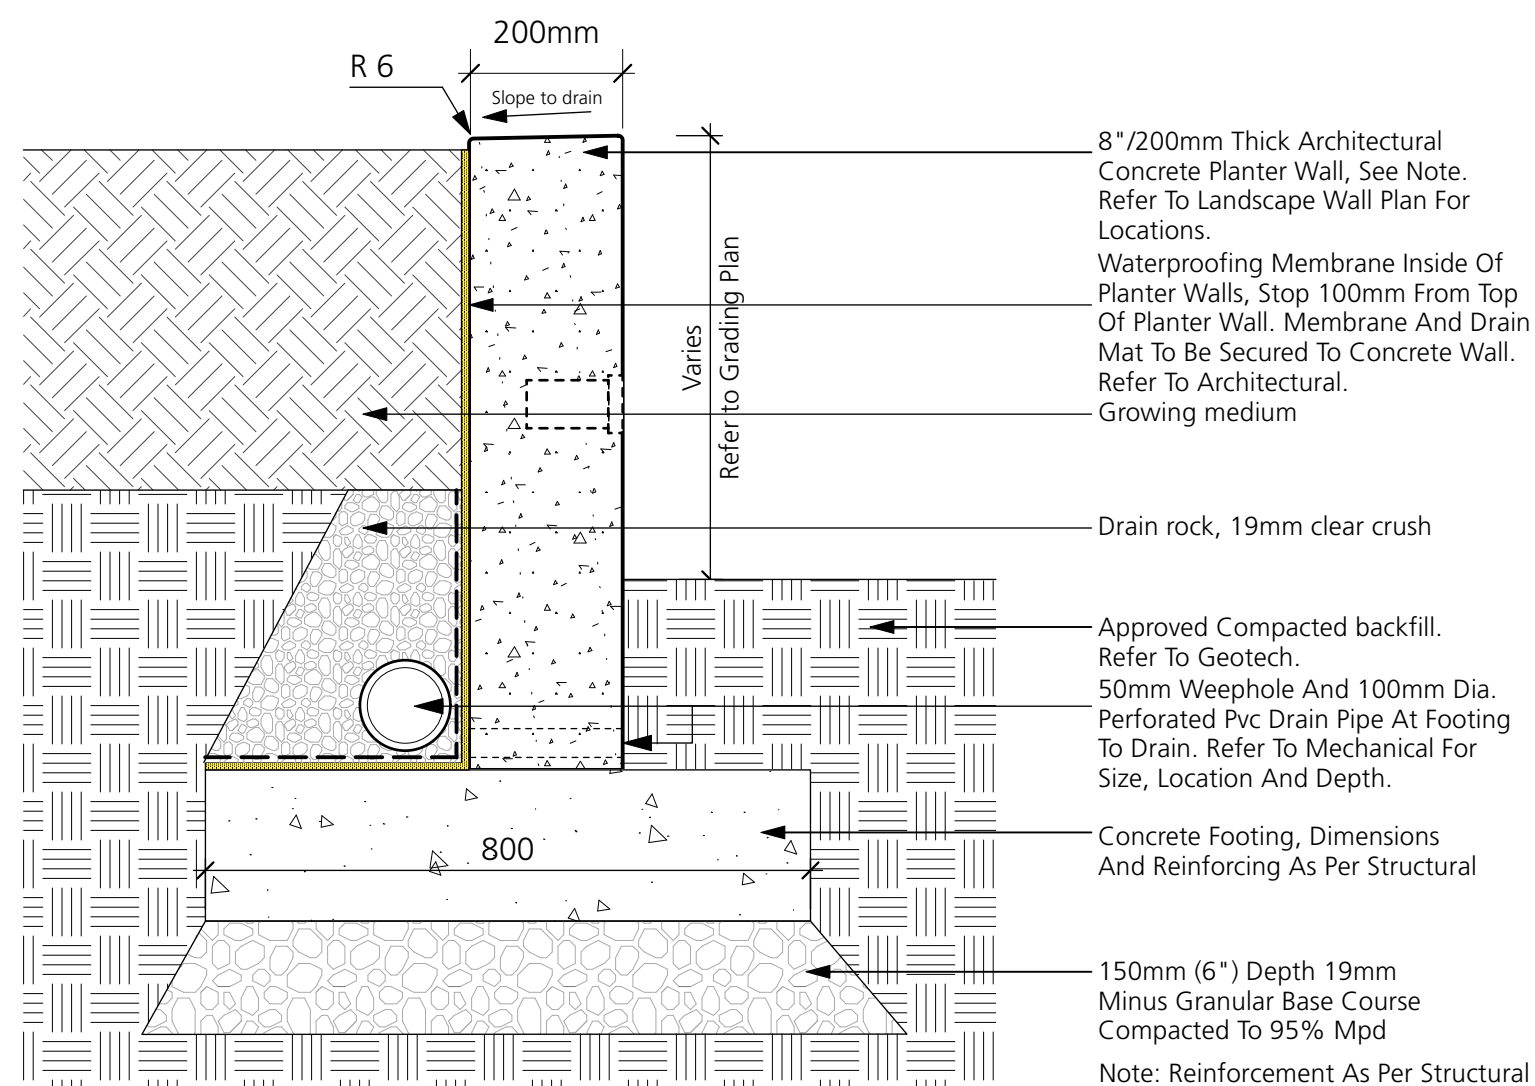 200mm
R 6
Slope to drain
8"/200mm Thick Architectural
Concrete Planter Wall, See Note.
Refer To Landscape Wall Plan For
Locations.
Waterproofing Membrane Inside Of
Planter Walls, Stop 100mm From Top
Of Planter Wall. Membrane And Drain
Mat To Be Secured To Concrete Wall.
Refer To Architectural.
Varies
Refer to Grading Plan
Growing medium
Drain rock, 19mm clear crush
Approved Compacted backfill.
Refer To Geotech.
50mm Weephole And 100mm Dia.
Perforated Pvc Drain Pipe At Footing
To Drain. Refer To Mechanical For
Size, Location And Depth.
Concrete Footing, Dimensions
And Reinforcing As Per Structural
800
150mm (6") Depth 19mm
Minus Granular Base Course
Compacted To 95% Mpd
Note: Reinforcement As Per Structural